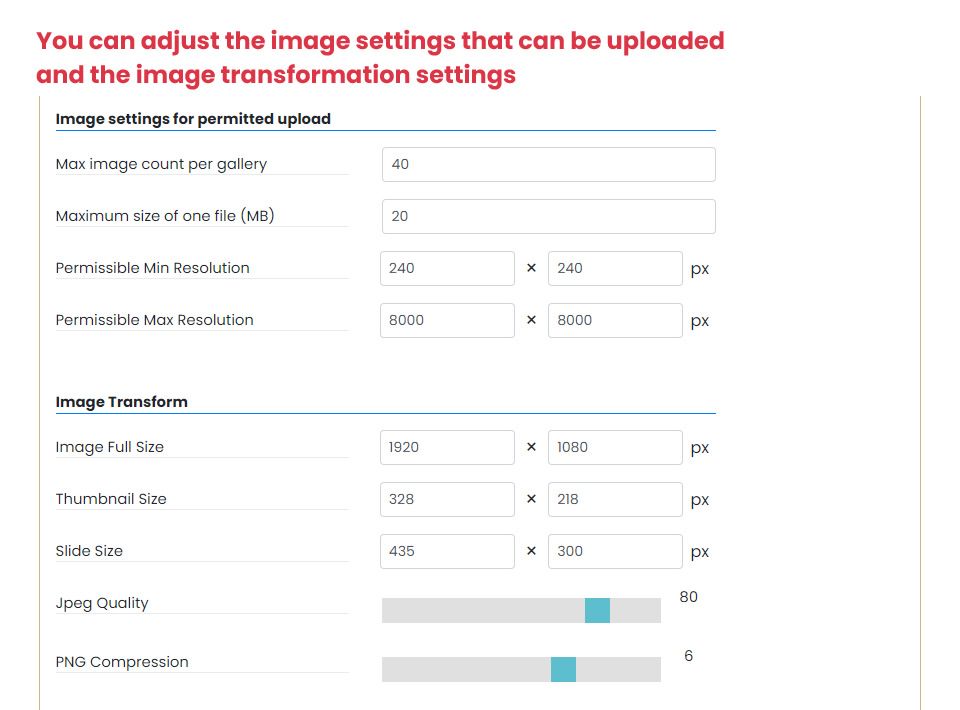 You can adjust the image settings that can be uploaded
and the image transformation settings
Image settings for permitted upload
Max image count per gallery 40
Maximum size of one file (MB) 20
Permissible Min Resolution 240 × 240 px
Permissible Max Resolution 8000 × 8000 px
Image Transform
Image Full Size 1920 × 1080 px
Thumbnail Size 328 × 218 px
Slide Size 435 × 300 px
Jpeg Quality 80
PNG Compression 6